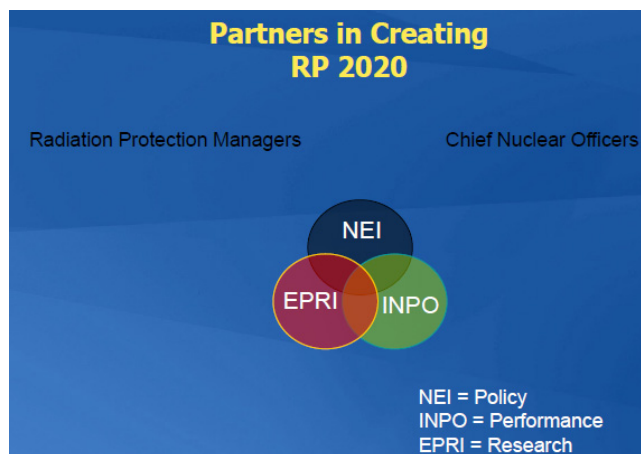 Partners in Creating
RP 2020
Radiation Protection Managers
Chief Nuclear Officers
NEI
EPRI
INPO
NEI = Policy
INPO = Performance
EPRI = Research